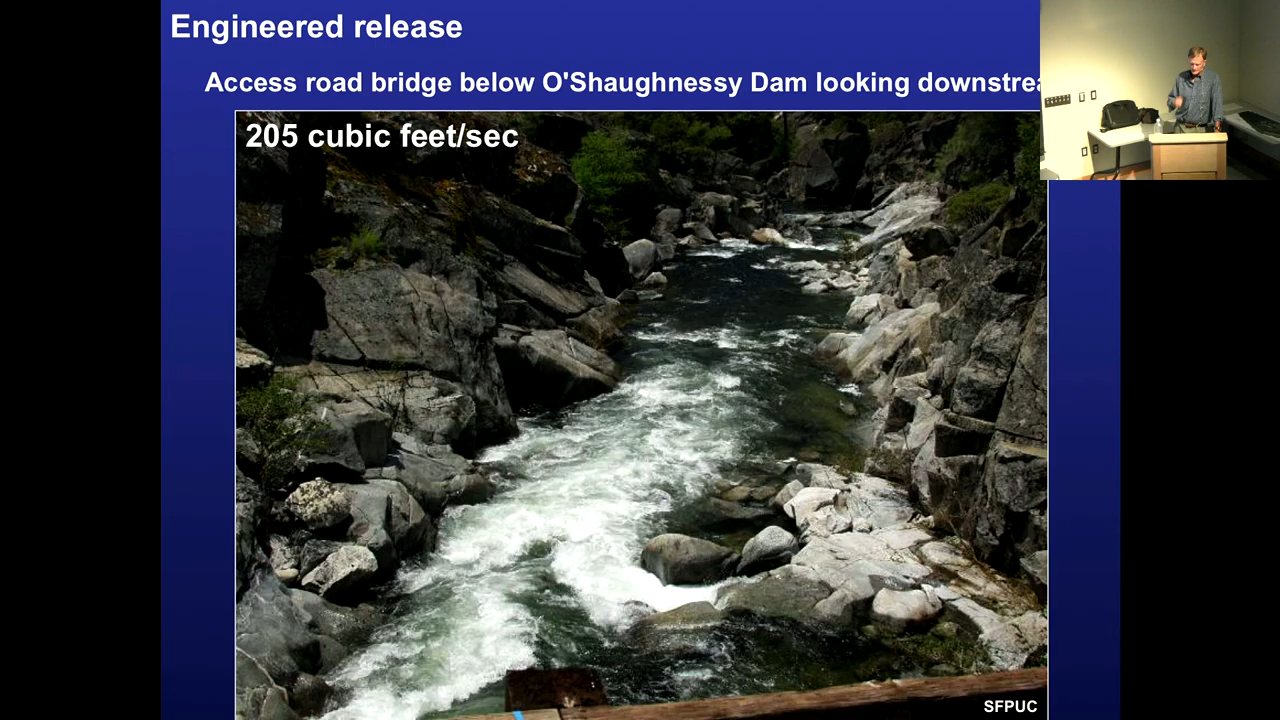 Engineered release
Access road bridge below O'Shaughnessy Dam looking downstrea
205 cubic feet/sec
SFPUC